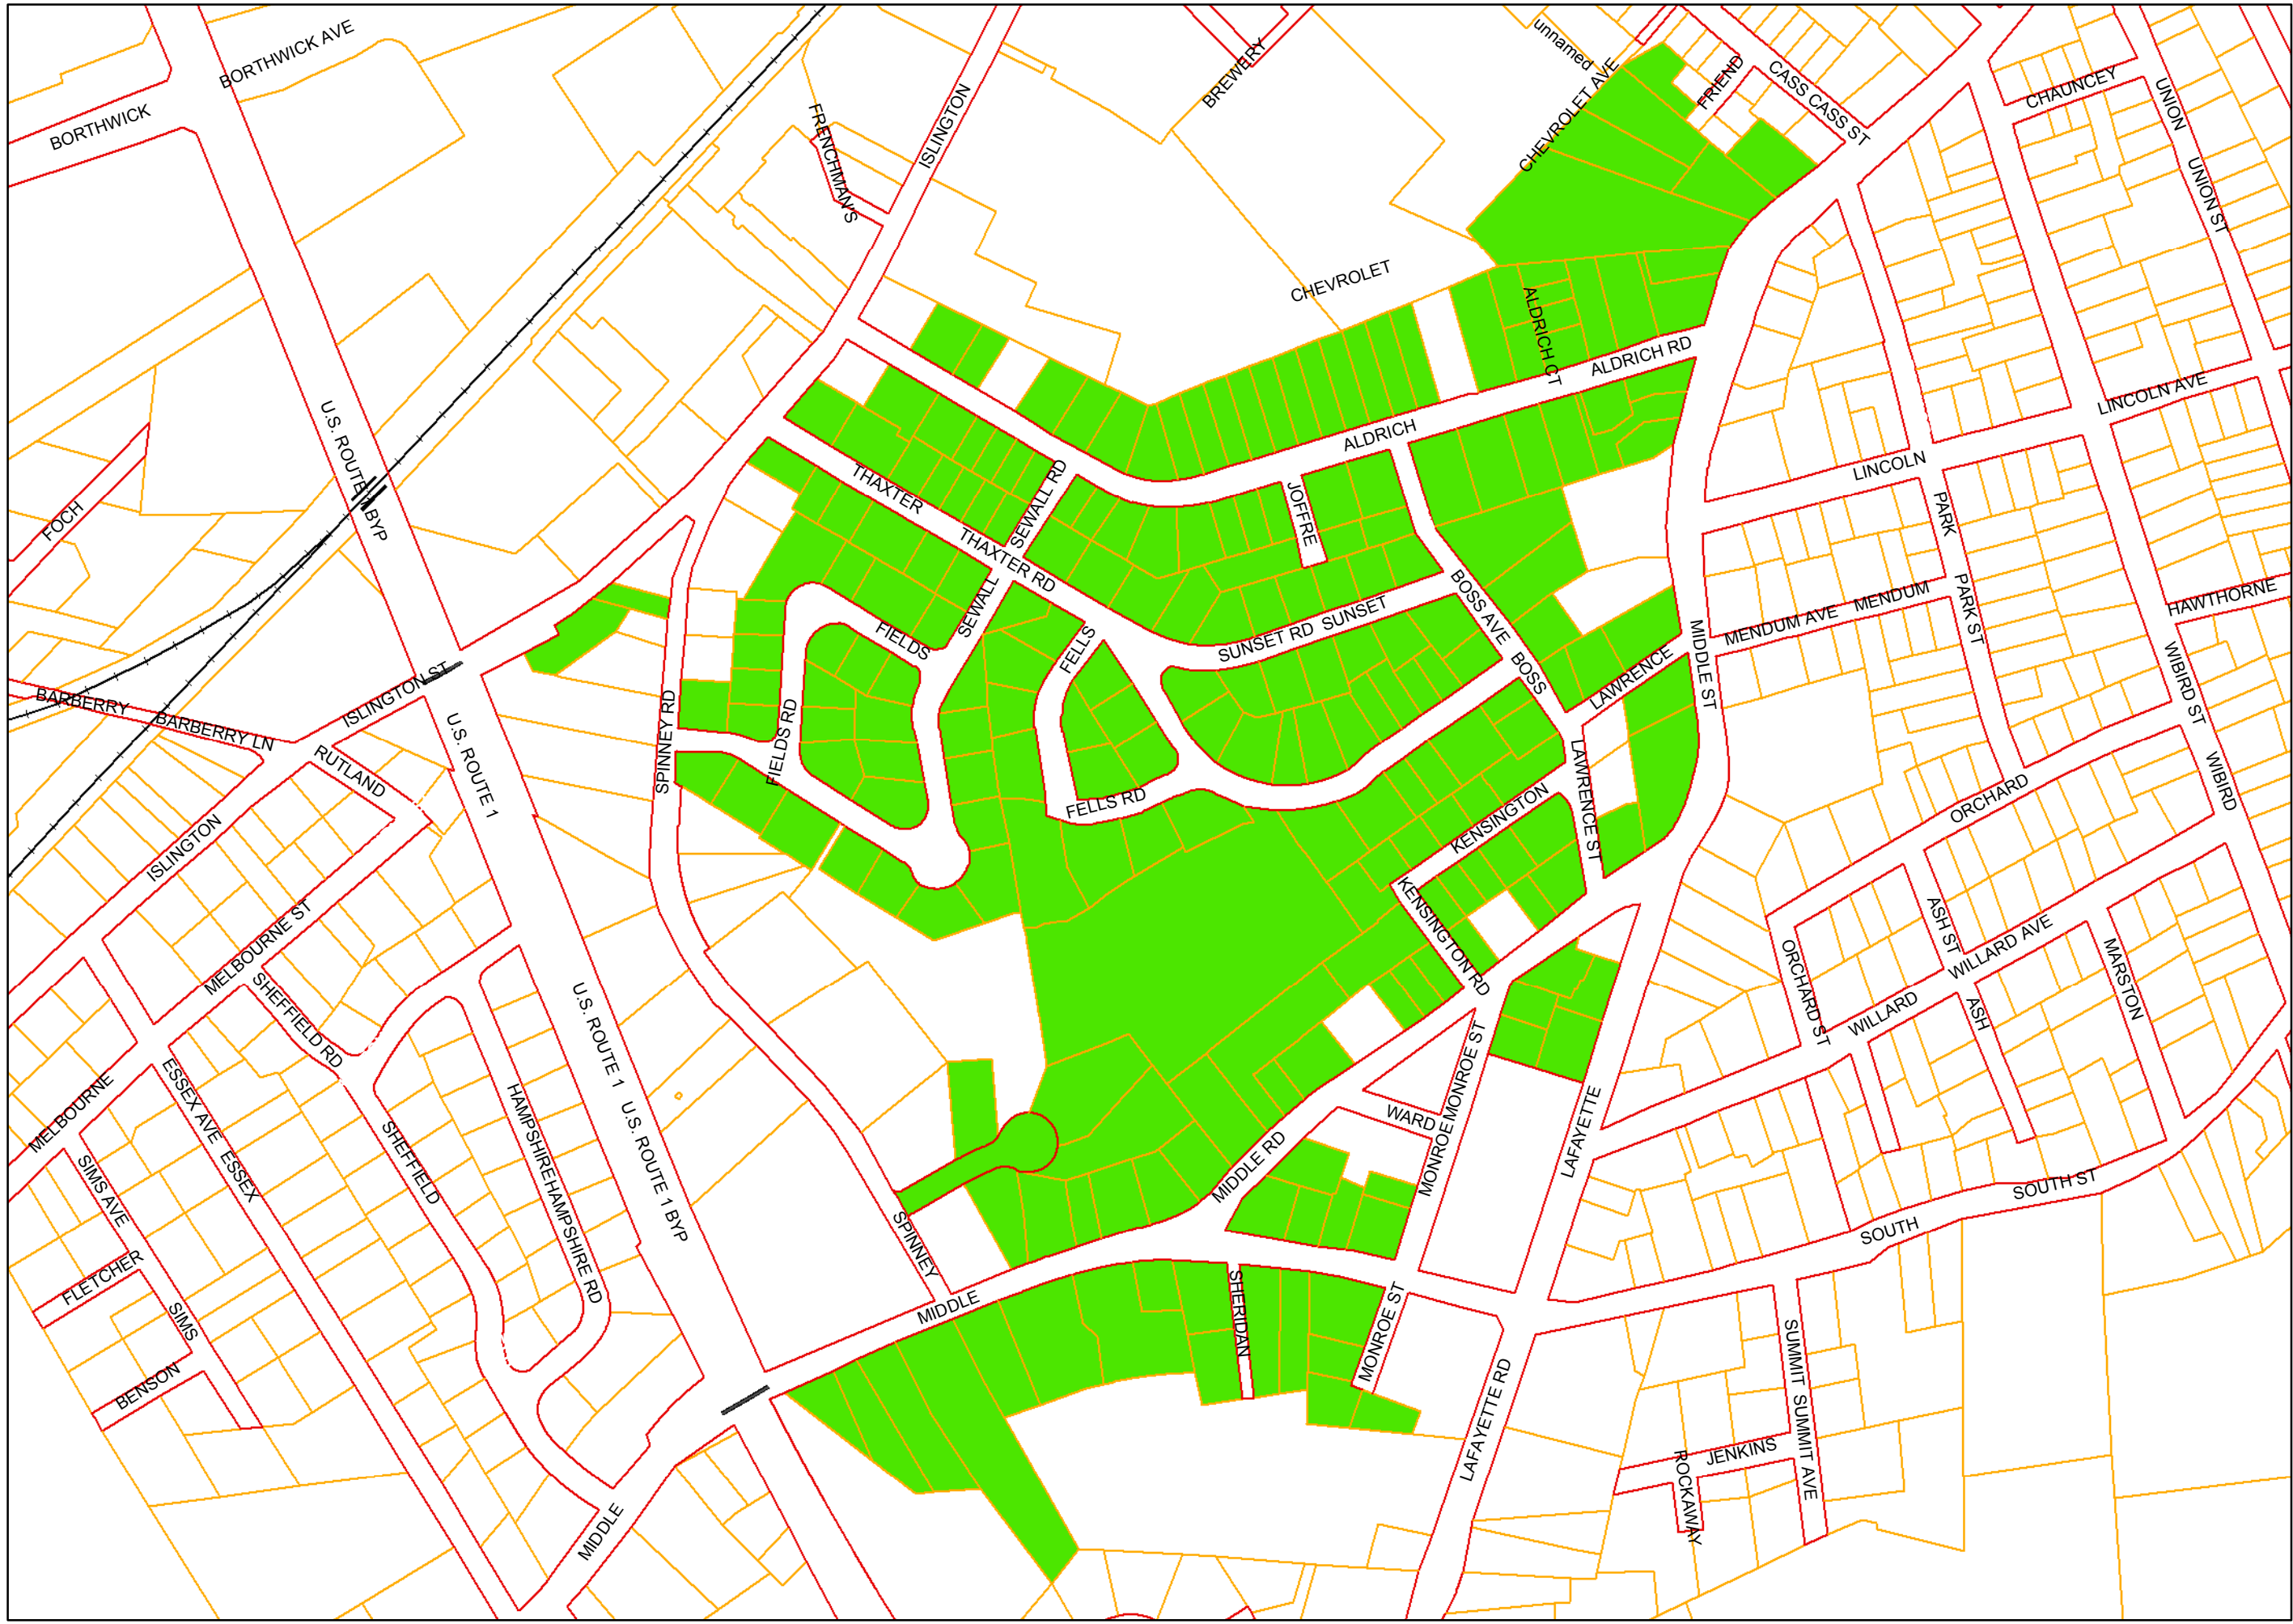 BORTHWICK AVE
BORTHWICK
BREWERY
unnamed
CHEVROLET AVE
FRIEND
CASS
CASS ST
CHAUNCEY
UNION
UNION ST
FRENCHMAN'S
ISLINGTON
CHEVROLET
ALDRICH CT
ALDRICH RD
ALDRICH
LINCOLN AVE
LINCOLN
U.S. ROUTE 1 BYP
FOCH
THAXTER
SEWALL RD
THAXTER RD
JOFFRE
PARK
PARK ST
SEWALL
FIELDS
FELLS
SUNSET RD
SUNSET
BOSS AVE
BOSS
LAWRENCE
MIDDLE ST
MENDUM AVE
MENDUM
HAWTHORNE
WIBIRD ST
WIBIRD
BARBERRY
BARBERRY LN
ISLINGTON ST
RUTLAND
U.S. ROUTE 1
SPINNEY RD
FIELDS RD
FELLS RD
LAWRENCE ST
KENSINGTON
KENSINGTON RD
ORCHARD
ISLINGTON
MELBOURNE ST
SHEFFIELD RD
ASH ST
WILLARD AVE
ORCHARD ST
WILLARD
ASH
MARSTON
U.S. ROUTE 1
U.S. ROUTE 1 BYP
MELBOURNE
ESSEX AVE
ESSEX
SIMS AVE
SHEFFIELD
HAMPSHIRE
HAMPSHIRE RD
WARD
MONROE
MONROE ST
MIDDLE RD
LAFAYETTE
SOUTH ST
SOUTH
FLETCHER
SIMS
BENSON
SPINNEY
MIDDLE
SHERIDAN
MONROE ST
LAFAYETTE RD
SUMMIT
SUMMIT AVE
JENKINS
ROCKAWAY
MIDDLE